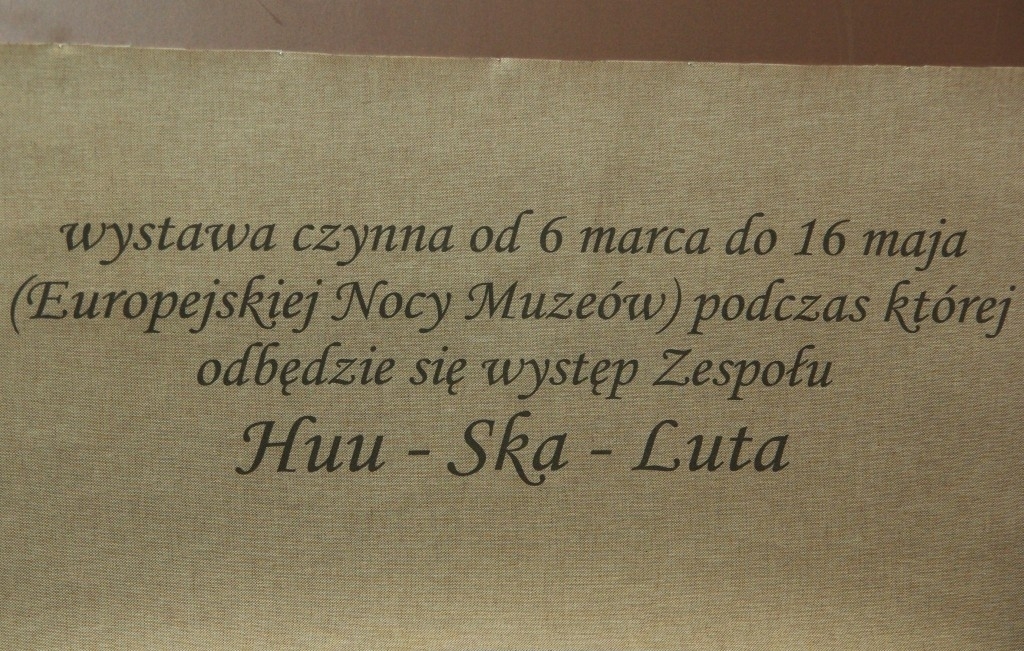 wystawa czynna od 6 marca do 16 maja
(Europejskiej Nocy Muzeów) podczas której
odbędzie się występ Zespołu
Huu - Ska - Luta